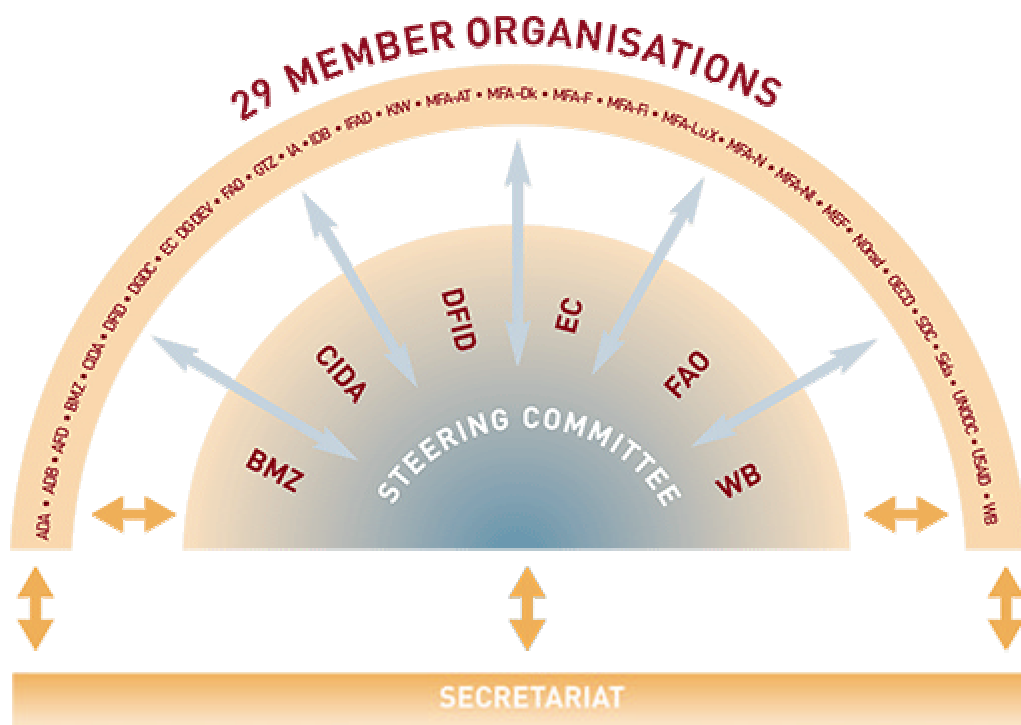 29 MEMBER ORGANISATIONS
ADA • ADB • AFD • BMZ • CIDA • DFID • DGDC • EC DG DEV • FAO • GTZ • IA • IDB • IFAD • KfW • MFA-AT • MFA-Dk • MFA-F • MFA-Fi • MFA-LuX • MFA-N • MFA-Nl • MEF • NOrad • OECD • SDC • Sida • UNODC • USAID • WB
BMZ
CIDA
DFID
EC
FAO
WB
STEERING COMMITTEE
SECRETARIAT